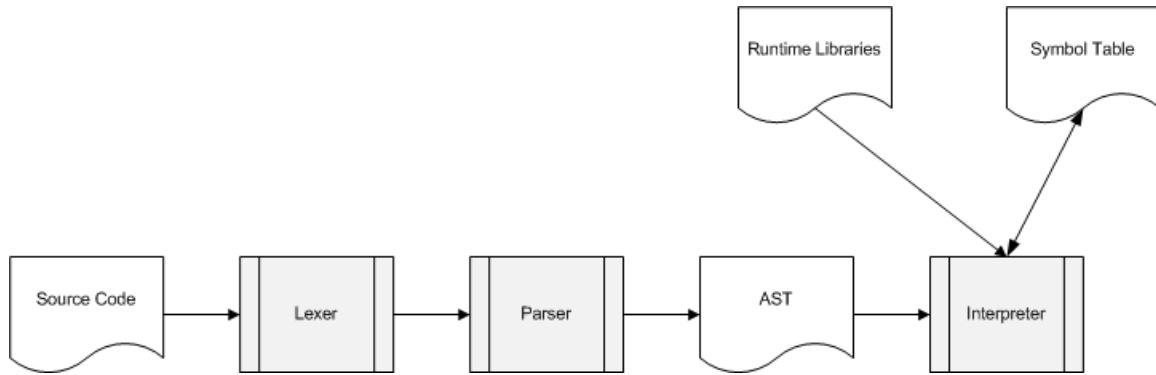 Runtime Libraries
Symbol Table
Source Code
Lexer
Parser
AST
Interpreter